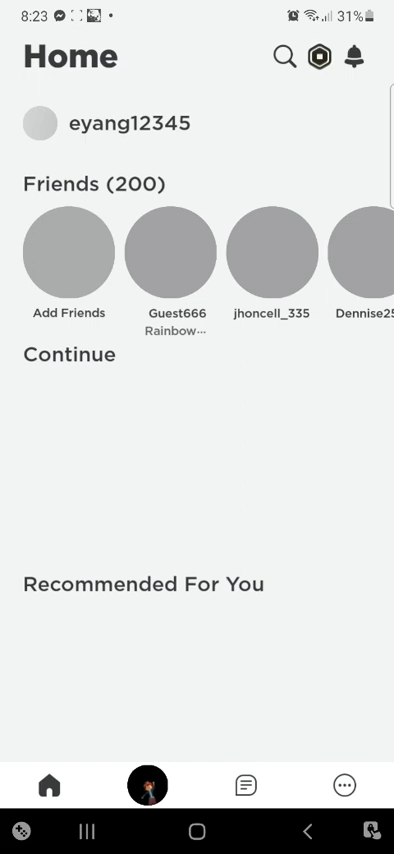 8:23
31%
Home
eyang12345
Friends (200)
Add Friends
Guest666
Rainbow...
jhoncell_335
Dennise25
Continue
Recommended For You